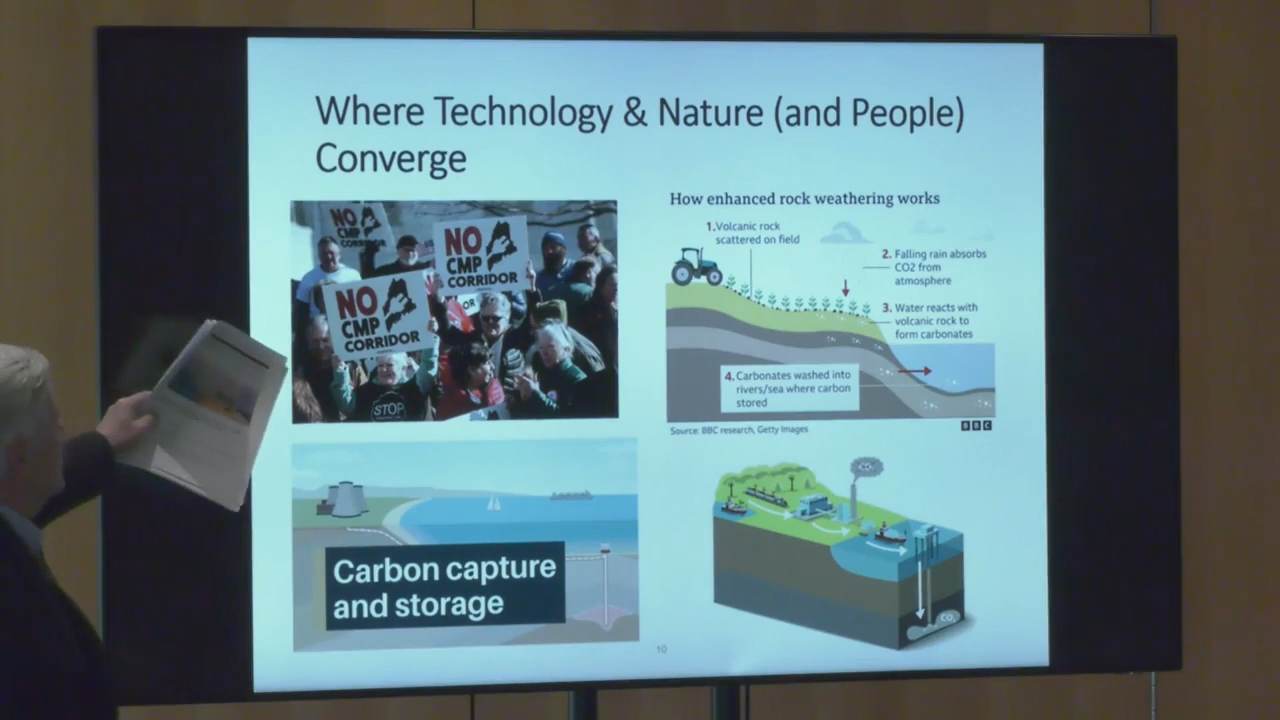 Where Technology & Nature (and People)
Converge
NO
CMP
CORRIDOR
NO
CMP
CORRIDOR
NO
CMP
CORRIDOR
OR
STOP
How enhanced rock weathering works
1.Volcanic rock
scattered on field
2. Falling rain absorbs
CO2 from
atmosphere
3. Water reacts with
volcanic rock to
form carbonates
4. Carbonates washed into
rivers/sea where carbon
stored
Source: BBC research, Getty Images
BBC
Carbon capture
and storage
CO₂
CO₂
10